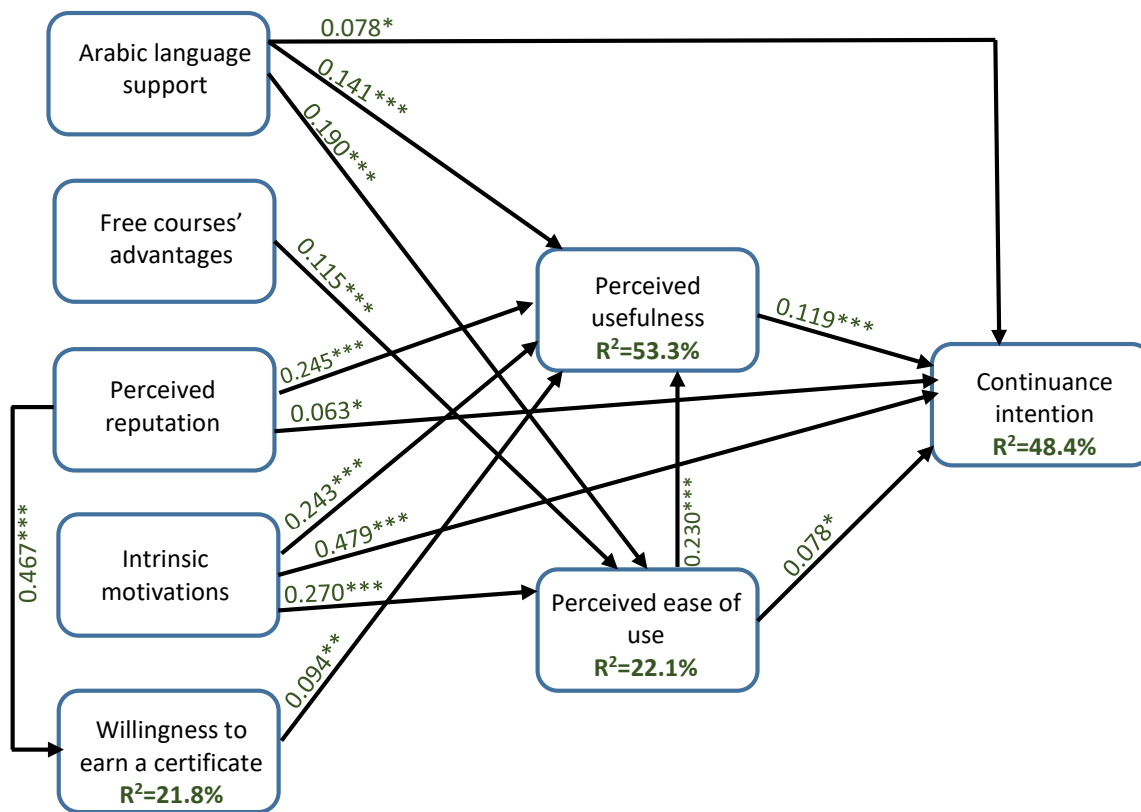 0.078*
Arabic language
support
0.141***
0.190***
Free courses’
advantages
0.115***
Perceived
usefulness
R²=53.3%
0.119***
Perceived
reputation
0.245***
0.063*
Continuance
intention
R²=48.4%
0.467***
Intrinsic
motivations
0.243***
0.479***
0.270***
0.230***
0.078*
Perceived ease of
use
R²=22.1%
0.094**
Willingness to
earn a certificate
R²=21.8%